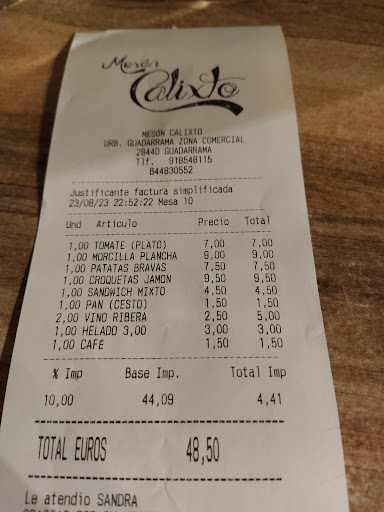 Mesón
Calixto
MESÓN CALIXTO
URB. GUADARRAMA ZONA COMERCIAL
28440 GUADARRAMA
Tlf. 918548115
B44830552
Justificante factura simplificada
23/08/23 22:52:22 Mesa 10
Und Articulo Precio Total
1,00 TOMATE (PLATO) 7,00 7,00
1,00 MORCILLA PLANCHA 9,00 9,00
1,00 PATATAS BRAVAS 7,50 7,50
1,00 CROQUETAS JAMON 9,50 9,50
1,00 SANDWICH MIXTO 4,50 4,50
1,00 PAN (CESTO) 1,50 1,50
2,00 VINO RIBERA 2,50 5,00
1,00 HELADO 3,00 3,00 3,00
1,00 CAFÉ 1,50 1,50
% Imp Base Imp. Total Imp
10,00 44,09 4,41
TOTAL EUROS 48,50
Le atendio SANDRA